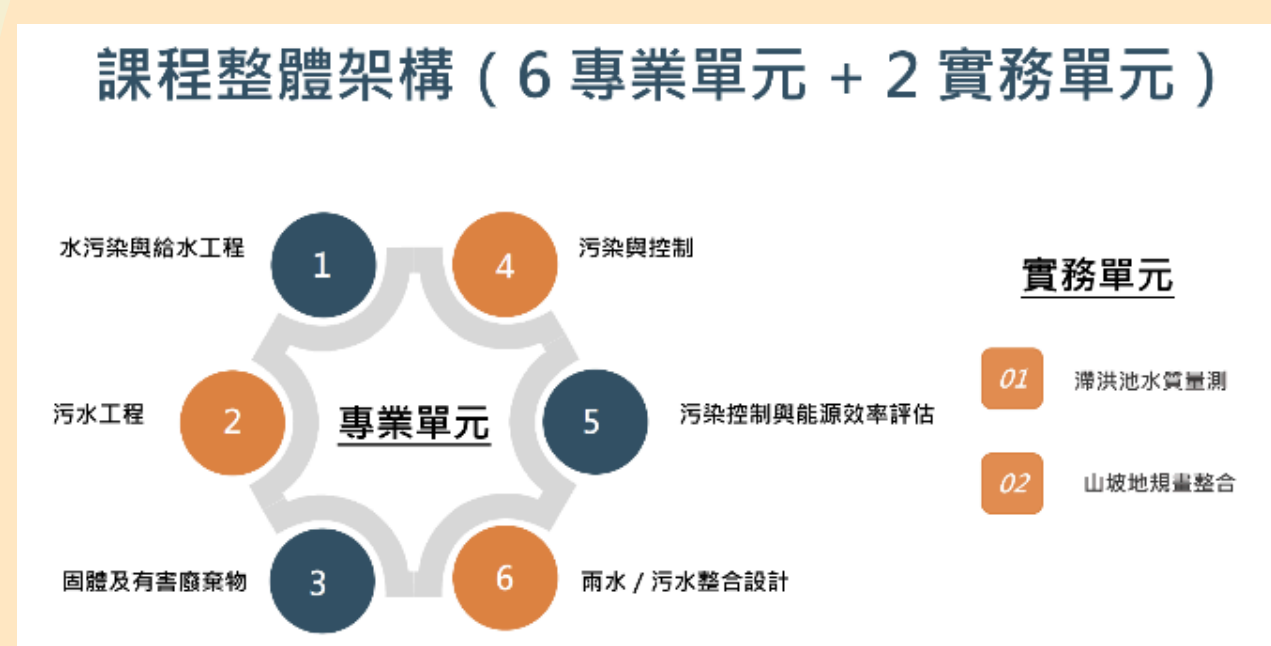 課程整體架構（6 專業單元 + 2 實務單元）
水污染與給水工程
1
4
污染與控制
實務單元
01
滯洪池水質量測
污水工程
2
專業單元
5
污染控制與能源效率評估
02
山坡地規畫整合
固體及有害廢棄物
3
6
雨水 / 污水整合設計